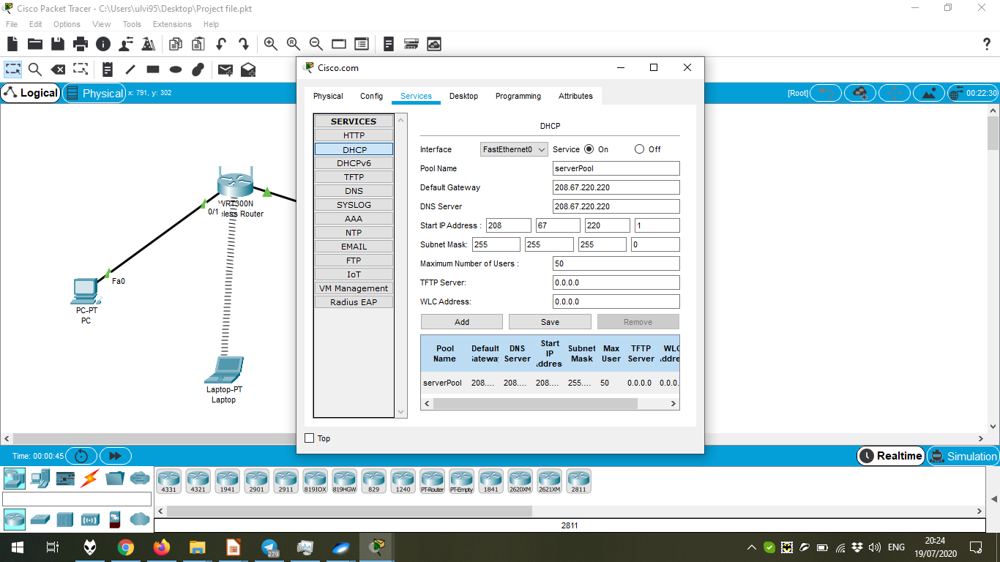 Cisco Packet Tracer - C:\Users\ulvi95\Desktop\Project file.pkt
File Edit Options View Tools Extensions Help
Logical Physical x: 791, y: 302 [Root] 00:22:30
Cisco.com
Physical Config Services Desktop Programming Attributes
SERVICES
HTTP
DHCP
DHCPv6
TFTP
DNS
SYSLOG
AAA
NTP
EMAIL
FTP
IoT
VM Management
Radius EAP
DHCP
Interface FastEthernet0 Service On Off
Pool Name serverPool
Default Gateway 208.67.220.220
DNS Server 208.67.220.220
Start IP Address : 208 67 220 1
Subnet Mask: 255 255 255 0
Maximum Number of Users : 50
TFTP Server: 0.0.0.0
WLC Address: 0.0.0.0
Add Save Remove
Pool Name Default Gateway DNS Server Start IP Addres Subnet Mask Max User TFTP Server WLC Addre
serverPool 208.... 208.... 208.... 255.... 50 0.0.0.0 0.0.0.
Top
WRT300N
0/1 eless Router
Fa0
PC-PT
PC
Laptop-PT
Laptop
Time: 00:00:45 Realtime Simulation
4331 4321 1941 2901 2911 819IOX 819HGW 829 1240 PT-Router PT-Empty 1841 2620XM 2621XM 2811
2811
279
ENG
20:24
19/07/2020